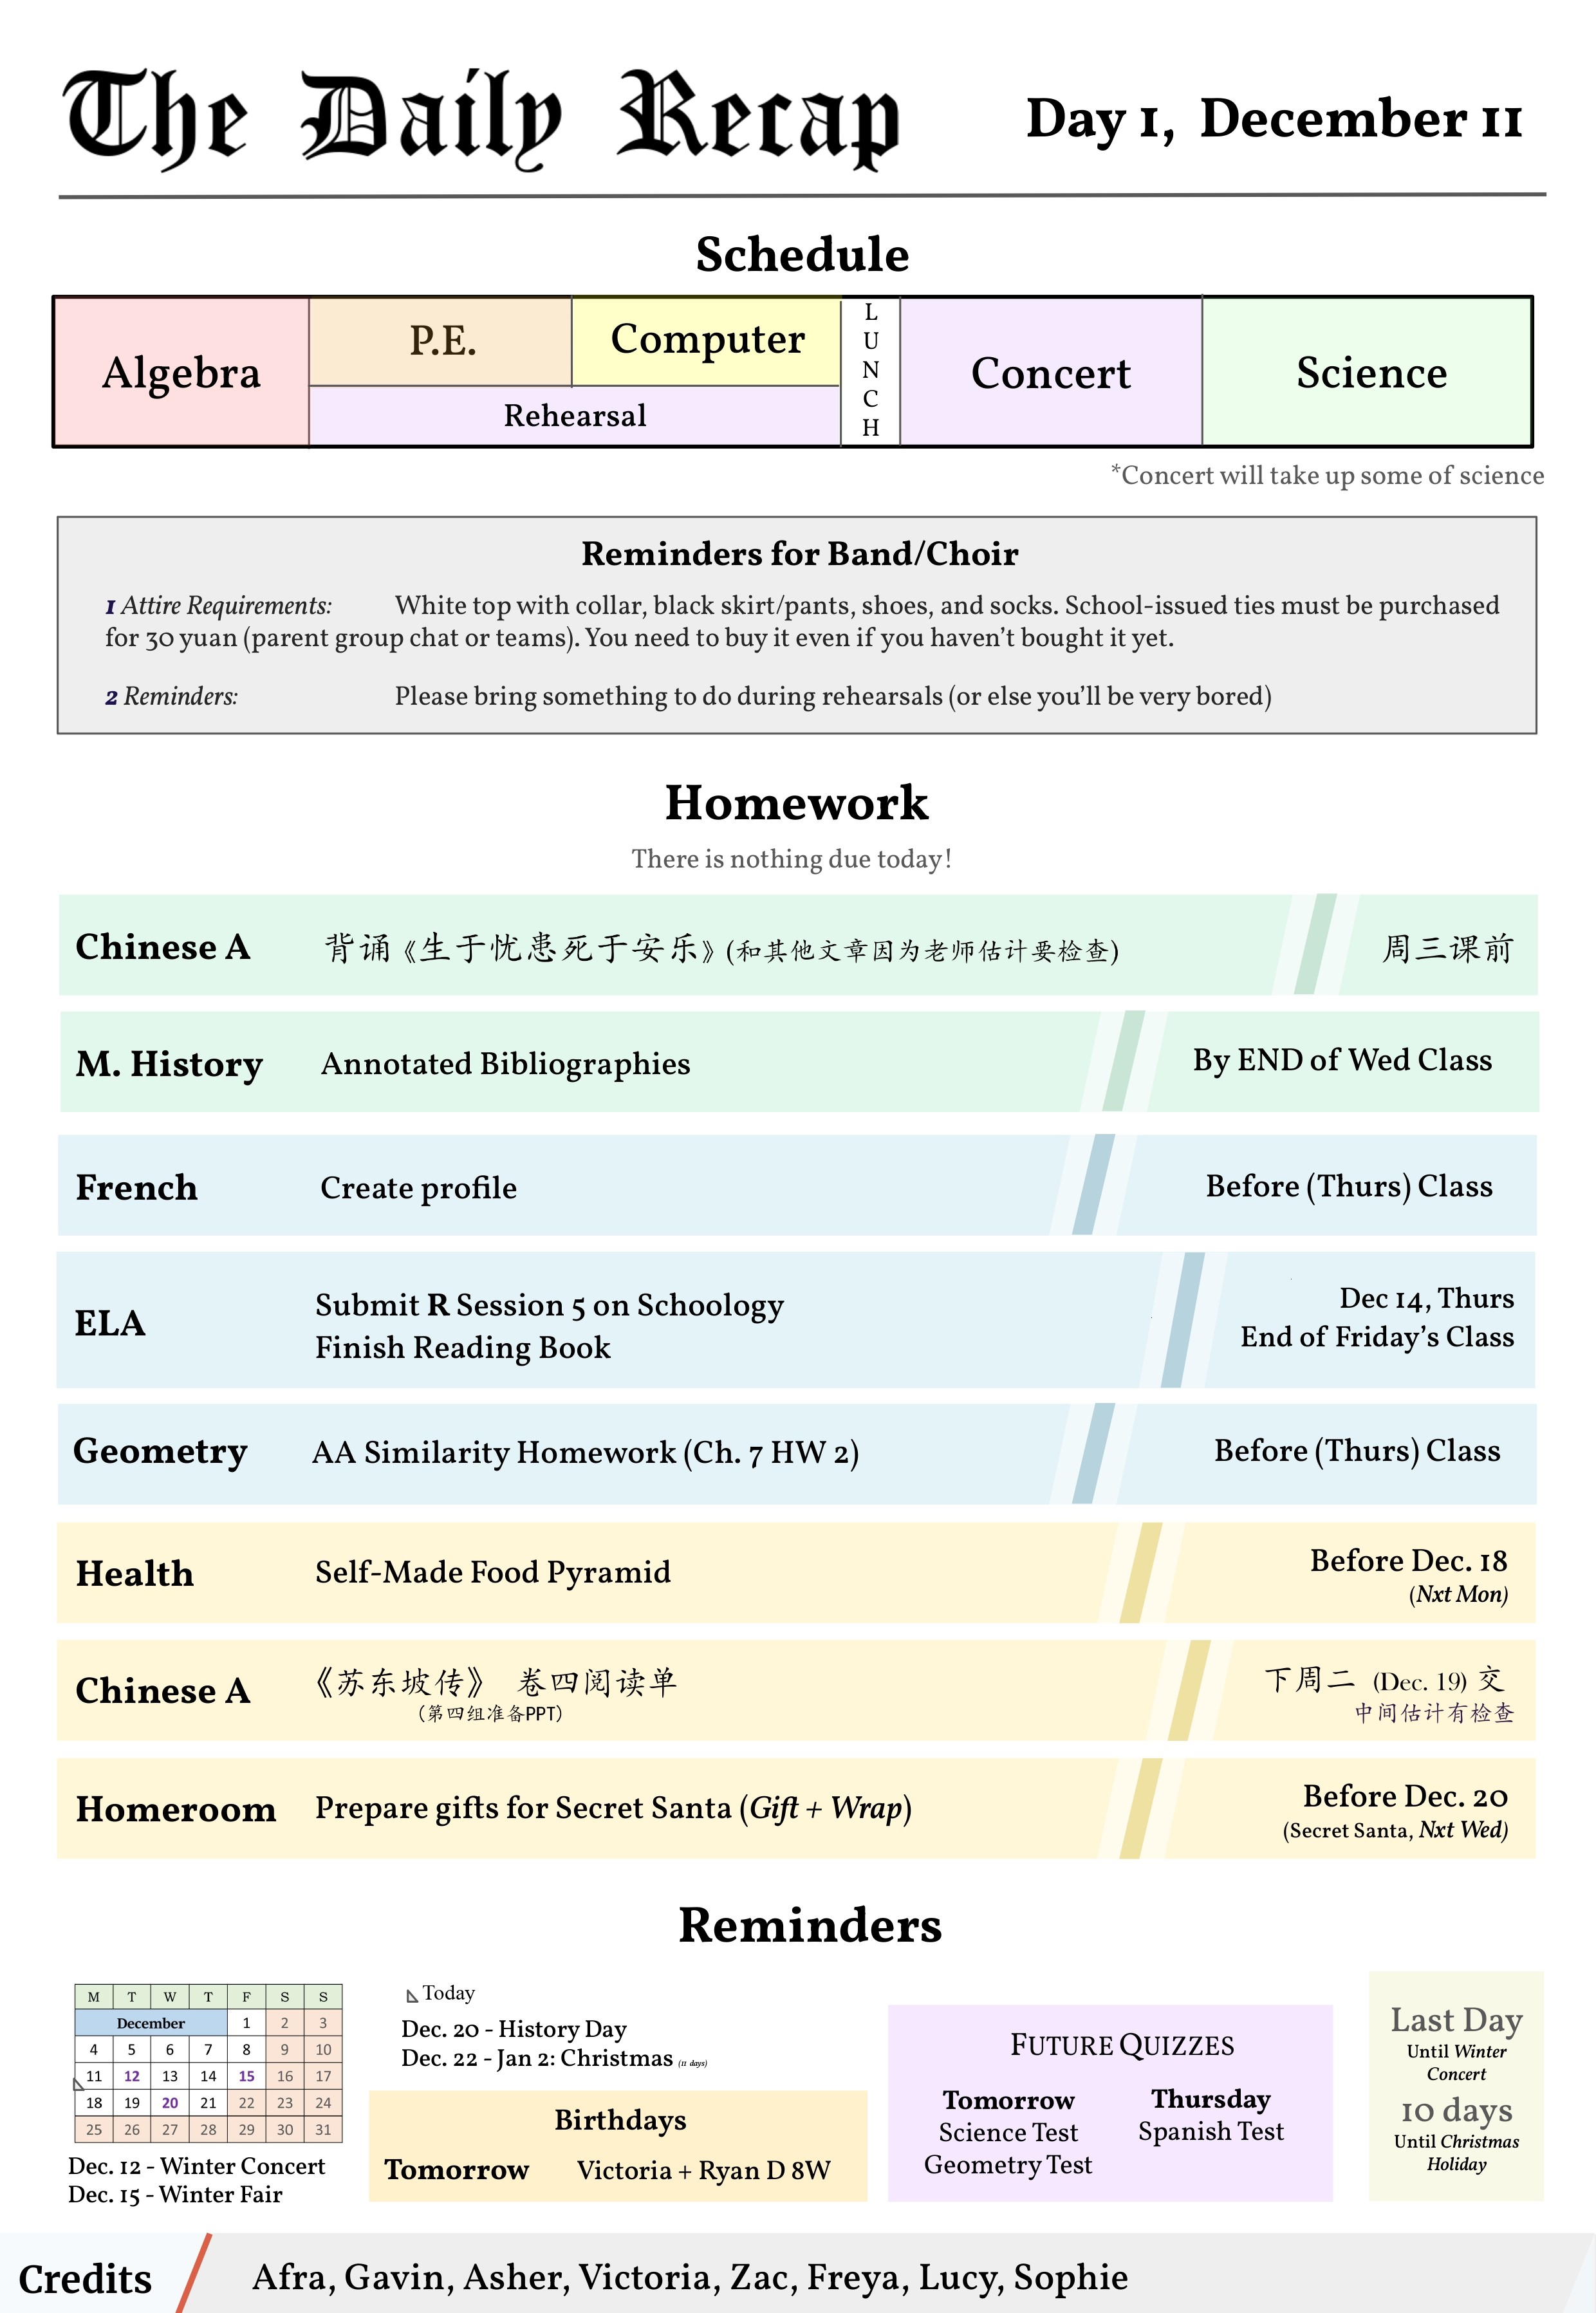 The Daily Recap
Day 1, December 11
Schedule
Algebra
P.E.
Computer
Rehearsal
LUNCH
Concert
Science
*Concert will take up some of science
Reminders for Band/Choir
1 Attire Requirements: White top with collar, black skirt/pants, shoes, and socks. School-issued ties must be purchased
for 30 yuan (parent group chat or teams). You need to buy it even if you haven't bought it yet.
2 Reminders: Please bring something to do during rehearsals (or else you'll be very bored)
Homework
There is nothing due today!
Chinese A 背诵《生于忧患死于安乐》(和其他文章因为老师估计要检查) 周三课前
M. History Annotated Bibliographies By END of Wed Class
French Create profile Before (Thurs) Class
ELA
Submit R Session 5 on Schoology Dec 14, Thurs
Finish Reading Book End of Friday's Class
Geometry AA Similarity Homework (Ch. 7 HW 2) Before (Thurs) Class
Health Self-Made Food Pyramid Before Dec. 18
(Nxt Mon)
Chinese A 《苏东坡传》 卷四阅读单 下周二 (Dec. 19) 交
(第四组准备PPT) 中间估计有检查
Homeroom Prepare gifts for Secret Santa (Gift + Wrap) Before Dec. 20
(Secret Santa, Nxt Wed)
Reminders
M T W T F S S
December 1 2 3
4 5 6 7 8 9 10
11 12 13 14 15 16 17
18 19 20 21 22 23 24
25 26 27 28 29 30 31
Dec. 12 - Winter Concert
Dec. 15 - Winter Fair
Today
Dec. 20 - History Day
Dec. 22 - Jan 2: Christmas (11 days)
Birthdays
Tomorrow Victoria + Ryan D 8W
FUTURE QUIZZES
Tomorrow
Science Test
Geometry Test
Thursday
Spanish Test
Last Day
Until Winter
Concert
10 days
Until Christmas
Holiday
Credits Afra, Gavin, Asher, Victoria, Zac, Freya, Lucy, Sophie